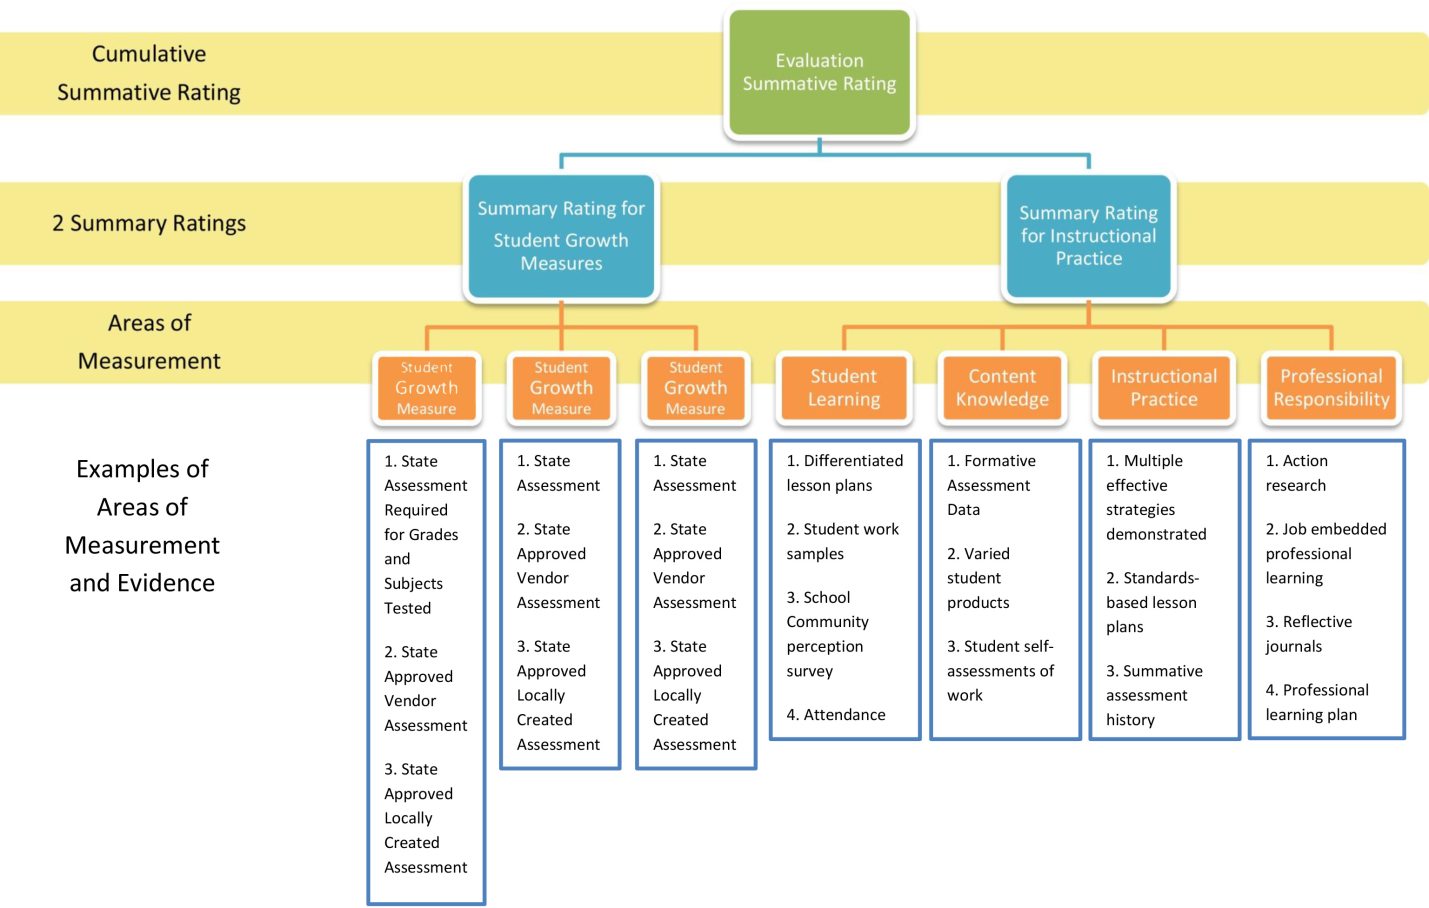 Cumulative
Summative Rating
Evaluation
Summative Rating
2 Summary Ratings
Summary Rating for
Student Growth
Measures
Summary Rating
for Instructional
Practice
Areas of
Measurement
Student
Growth
Measure
Student
Growth
Measure
Student
Growth
Measure
Student
Learning
Content
Knowledge
Instructional
Practice
Professional
Responsibility
Examples of
Areas of
Measurement
and Evidence
1. State
Assessment
Required
for Grades
and
Subjects
Tested
2. State
Approved
Vendor
Assessment
3. State
Approved
Locally
Created
Assessment
1. State
Assessment
2. State
Approved
Vendor
Assessment
3. State
Approved
Locally
Created
Assessment
1. State
Assessment
2. State
Approved
Vendor
Assessment
3. State
Approved
Locally
Created
Assessment
1. Differentiated
lesson plans
2. Student work
samples
3. School
Community
perception
survey
4. Attendance
1. Formative
Assessment
Data
2. Varied
student
products
3. Student self-
assessments of
work
1. Multiple
effective
strategies
demonstrated
2. Standards-
based lesson
plans
3. Summative
assessment
history
1. Action
research
2. Job embedded
professional
learning
3. Reflective
journals
4. Professional
learning plan